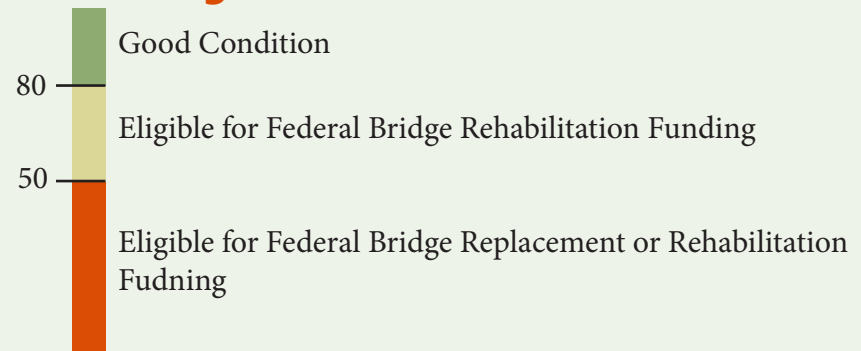 Good Condition
80
Eligible for Federal Bridge Rehabilitation Funding
50
Eligible for Federal Bridge Replacement or Rehabilitation
Fudning